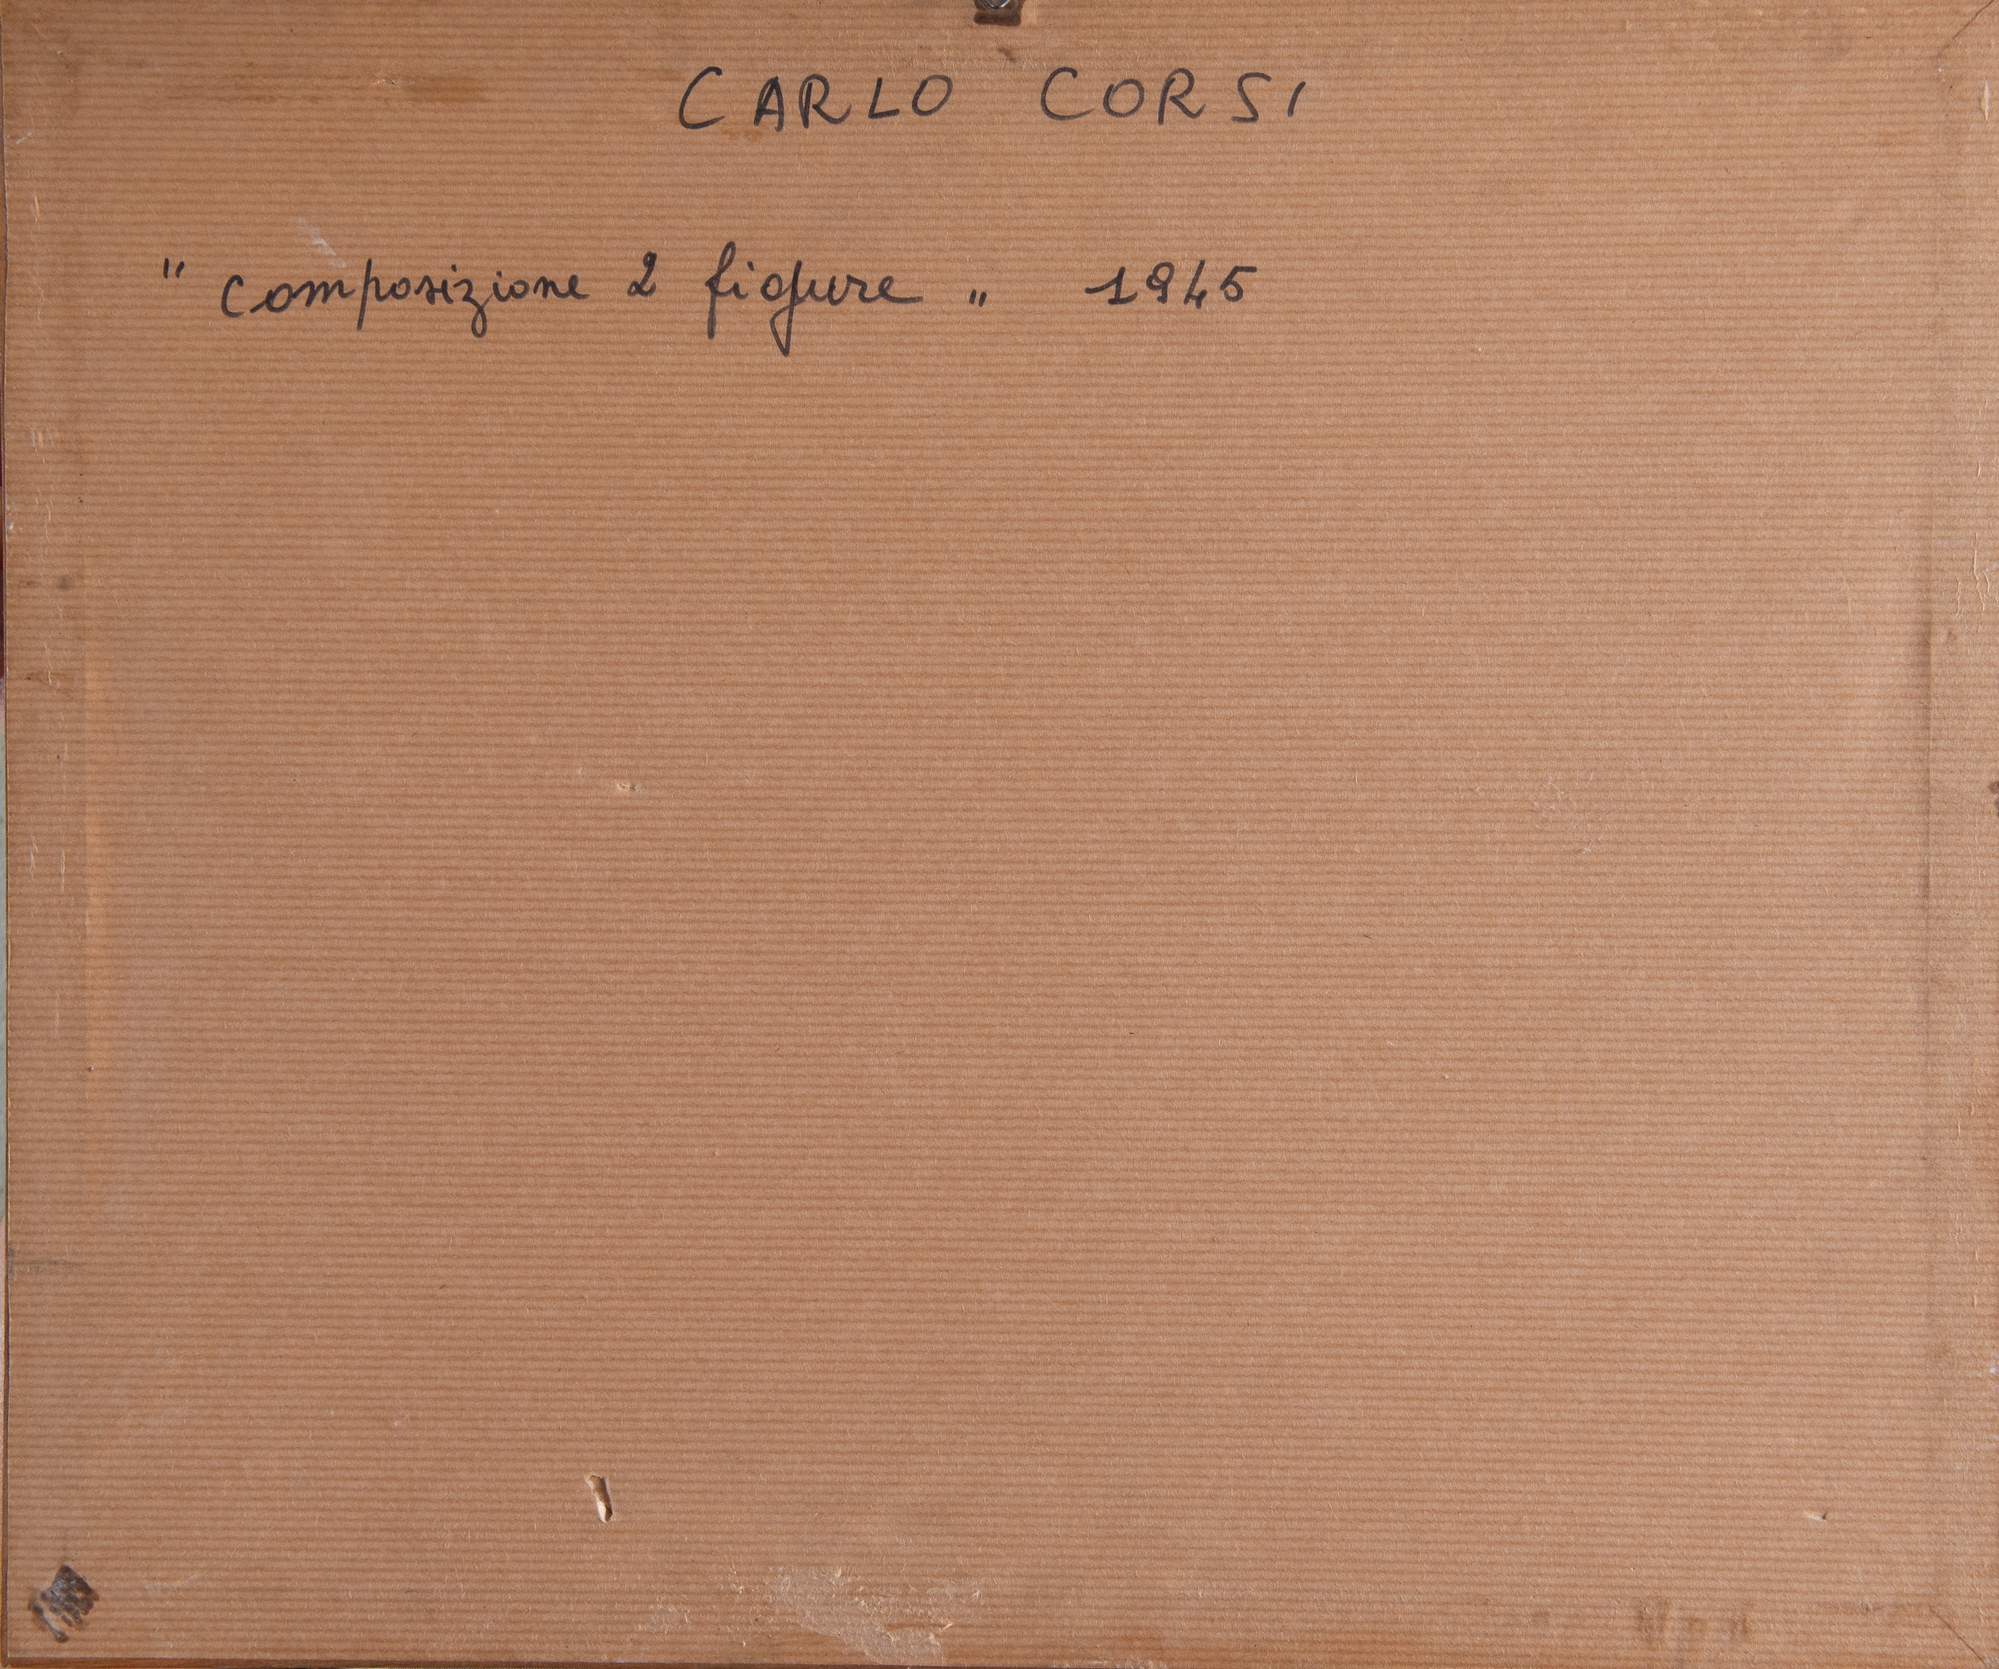 CARLO CORSI
"composizione 2 figure" 1945